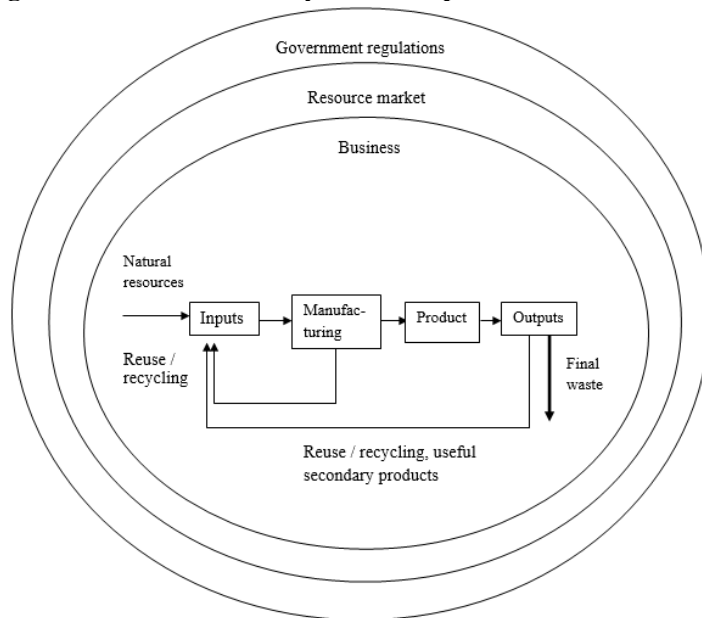 Government regulations
Resource market
Business
Natural
resources
Inputs
Manufac-
turing
Product
Outputs
Reuse /
recycling
Final
waste
Reuse / recycling, useful
secondary products